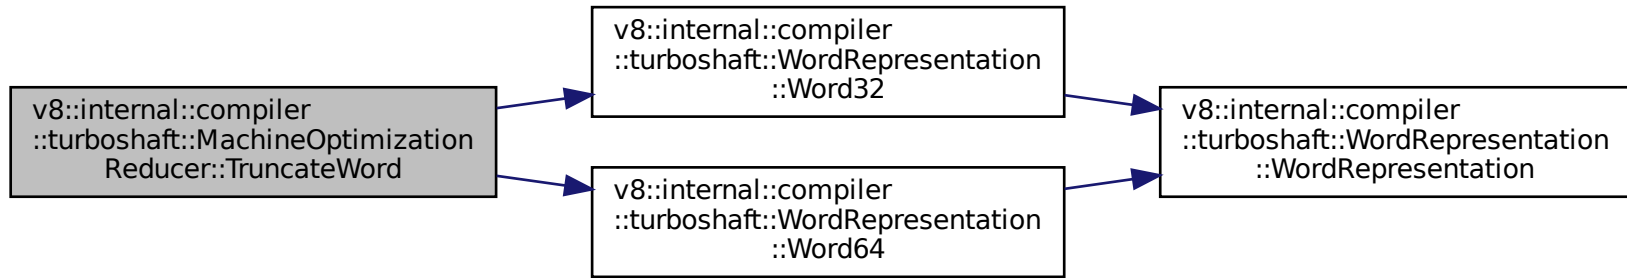 v8::internal::compiler
::turboshaft::MachineOptimization
Reducer::TruncateWord
v8::internal::compiler
::turboshaft::WordRepresentation
::Word32
v8::internal::compiler
::turboshaft::WordRepresentation
::Word64
v8::internal::compiler
::turboshaft::WordRepresentation
::WordRepresentation